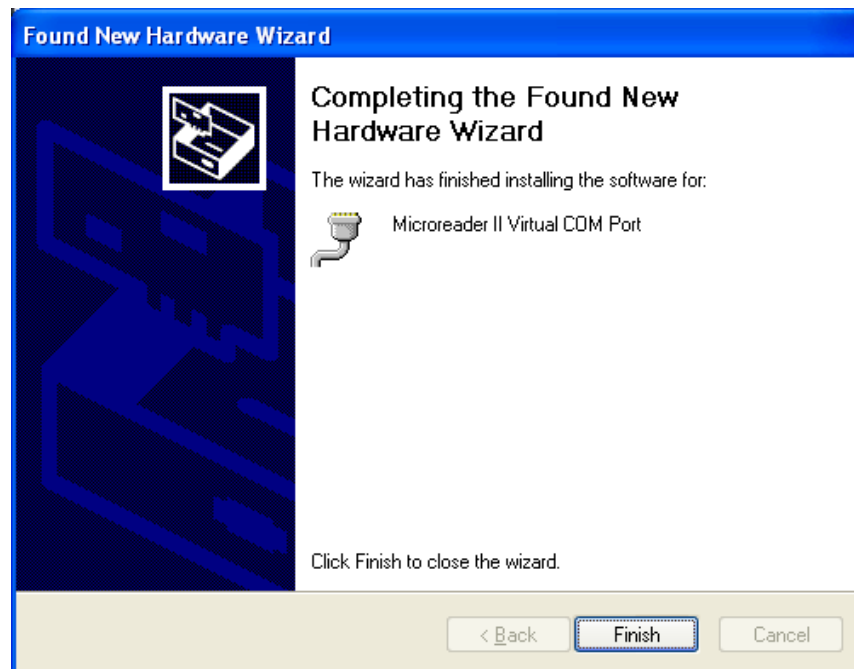 Found New Hardware Wizard
Completing the Found New
Hardware Wizard
The wizard has finished installing the software for:
Microreader II Virtual COM Port
Click Finish to close the wizard.
< Back Finish Cancel